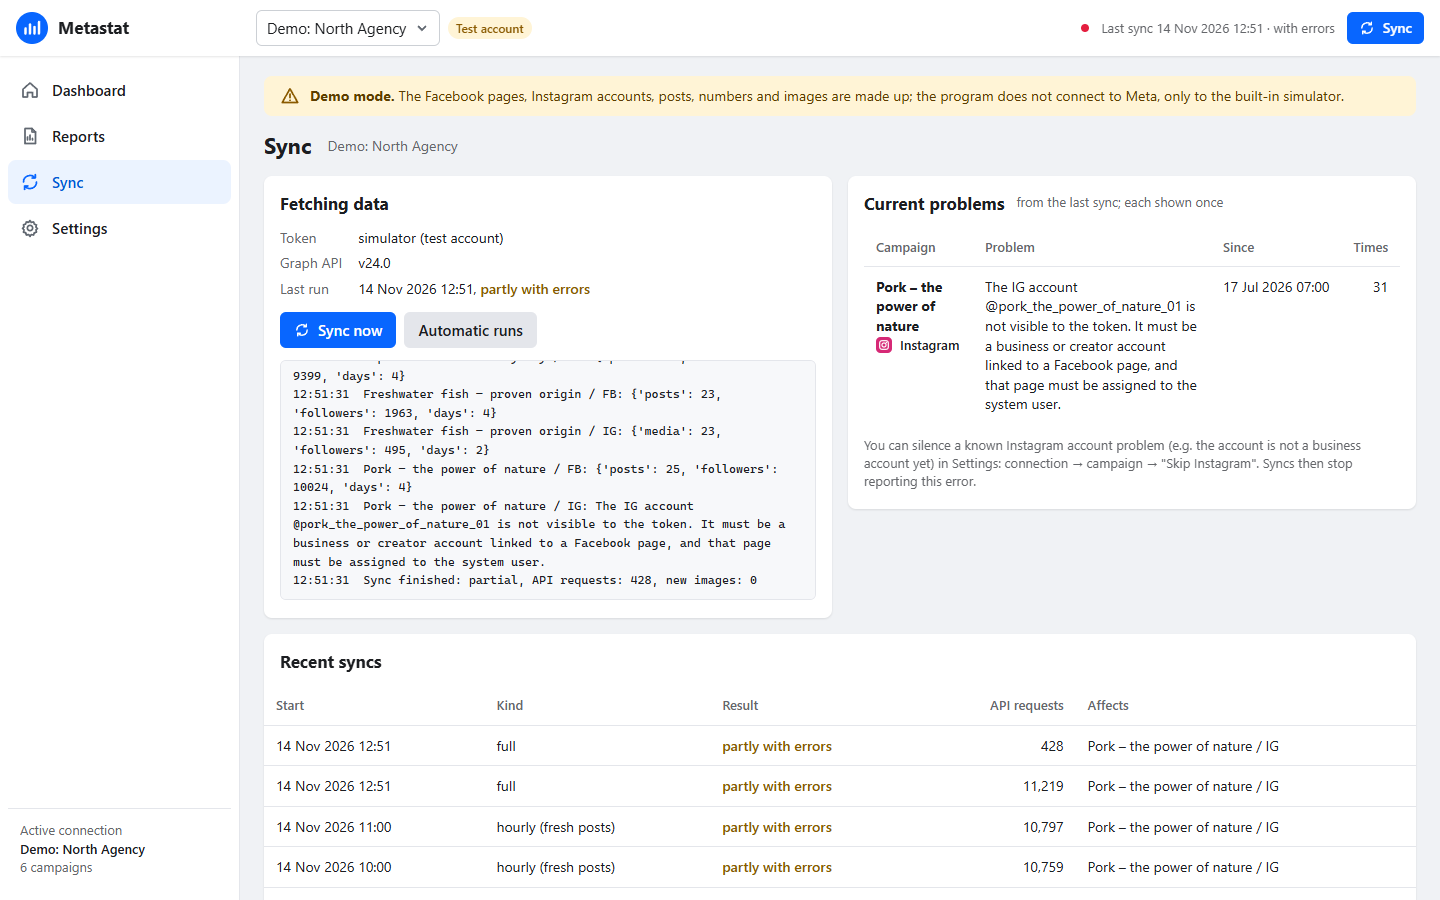 Metastat
Demo: North Agency
Test account
Last sync 14 Nov 2026 12:51 · with errors
Sync
Dashboard
Reports
Sync
Settings
Active connection
Demo: North Agency
6 campaigns
Demo mode. The Facebook pages, Instagram accounts, posts, numbers and images are made up; the program does not connect to Meta, only to the built-in simulator.
Sync Demo: North Agency
Fetching data
Token simulator (test account)
Graph API v24.0
Last run 14 Nov 2026 12:51, partly with errors
Sync now
Automatic runs
9399, 'days': 4}
12:51:31 Freshwater fish – proven origin / FB: {'posts': 23,
'followers': 1963, 'days': 4}
12:51:31 Freshwater fish – proven origin / IG: {'media': 23,
'followers': 495, 'days': 2}
12:51:31 Pork – the power of nature / FB: {'posts': 25, 'followers':
10024, 'days': 4}
12:51:31 Pork – the power of nature / IG: The IG account
@pork_the_power_of_nature_01 is not visible to the token. It must be a
business or creator account linked to a Facebook page, and that page
must be assigned to the system user.
12:51:31 Sync finished: partial, API requests: 428, new images: 0
Current problems from the last sync; each shown once
Campaign Problem Since Times
Pork – the
power of
nature
Instagram
The IG account
@pork_the_power_of_nature_01 is
not visible to the token. It must be
a business or creator account
linked to a Facebook page, and
that page must be assigned to the
system user.
17 Jul 2026 07:00
31
You can silence a known Instagram account problem (e.g. the account is not a business
account yet) in Settings: connection → campaign → "Skip Instagram". Syncs then stop
reporting this error.
Recent syncs
Start Kind Result API requests Affects
14 Nov 2026 12:51 full partly with errors 428 Pork – the power of nature / IG
14 Nov 2026 12:51 full partly with errors 11,219 Pork – the power of nature / IG
14 Nov 2026 11:00 hourly (fresh posts) partly with errors 10,797 Pork – the power of nature / IG
14 Nov 2026 10:00 hourly (fresh posts) partly with errors 10,759 Pork – the power of nature / IG